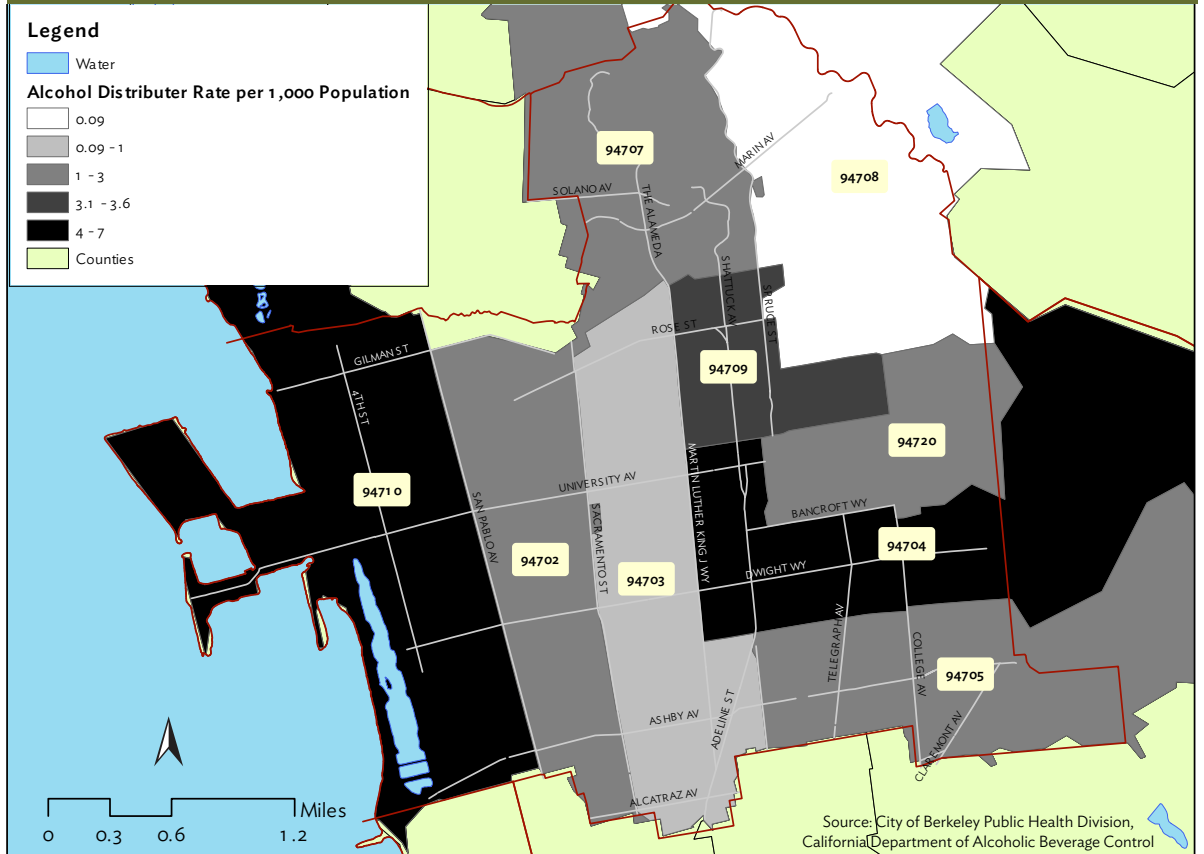 Legend
Water
Alcohol Distributer Rate per 1,000 Population
0.09
0.09 - 1
1 - 3
3.1 - 3.6
4 - 7
Counties
94707
MARIN AV
94708
SOLANO AV
THE ALAMEDA
SHATTUCK AV
SPRUCE ST
ROSE ST
GILMAN ST
94709
4TH ST
94720
94710
UNIVERSITY AV
MARTIN LUTHER KING J WY
SAN PABLO AV
SACRAMENTO ST
BANCROFT WY
94704
94702
94703
DWIGHT WY
TELEGRAPH AV
COLLEGE AV
94705
ASHBY AV
ADELINE ST
CLAREMONT AV
ALCATRAZ AV
Miles
0 0.3 0.6 1.2
Source: City of Berkeley Public Health Division,
California Department of Alcoholic Beverage Control